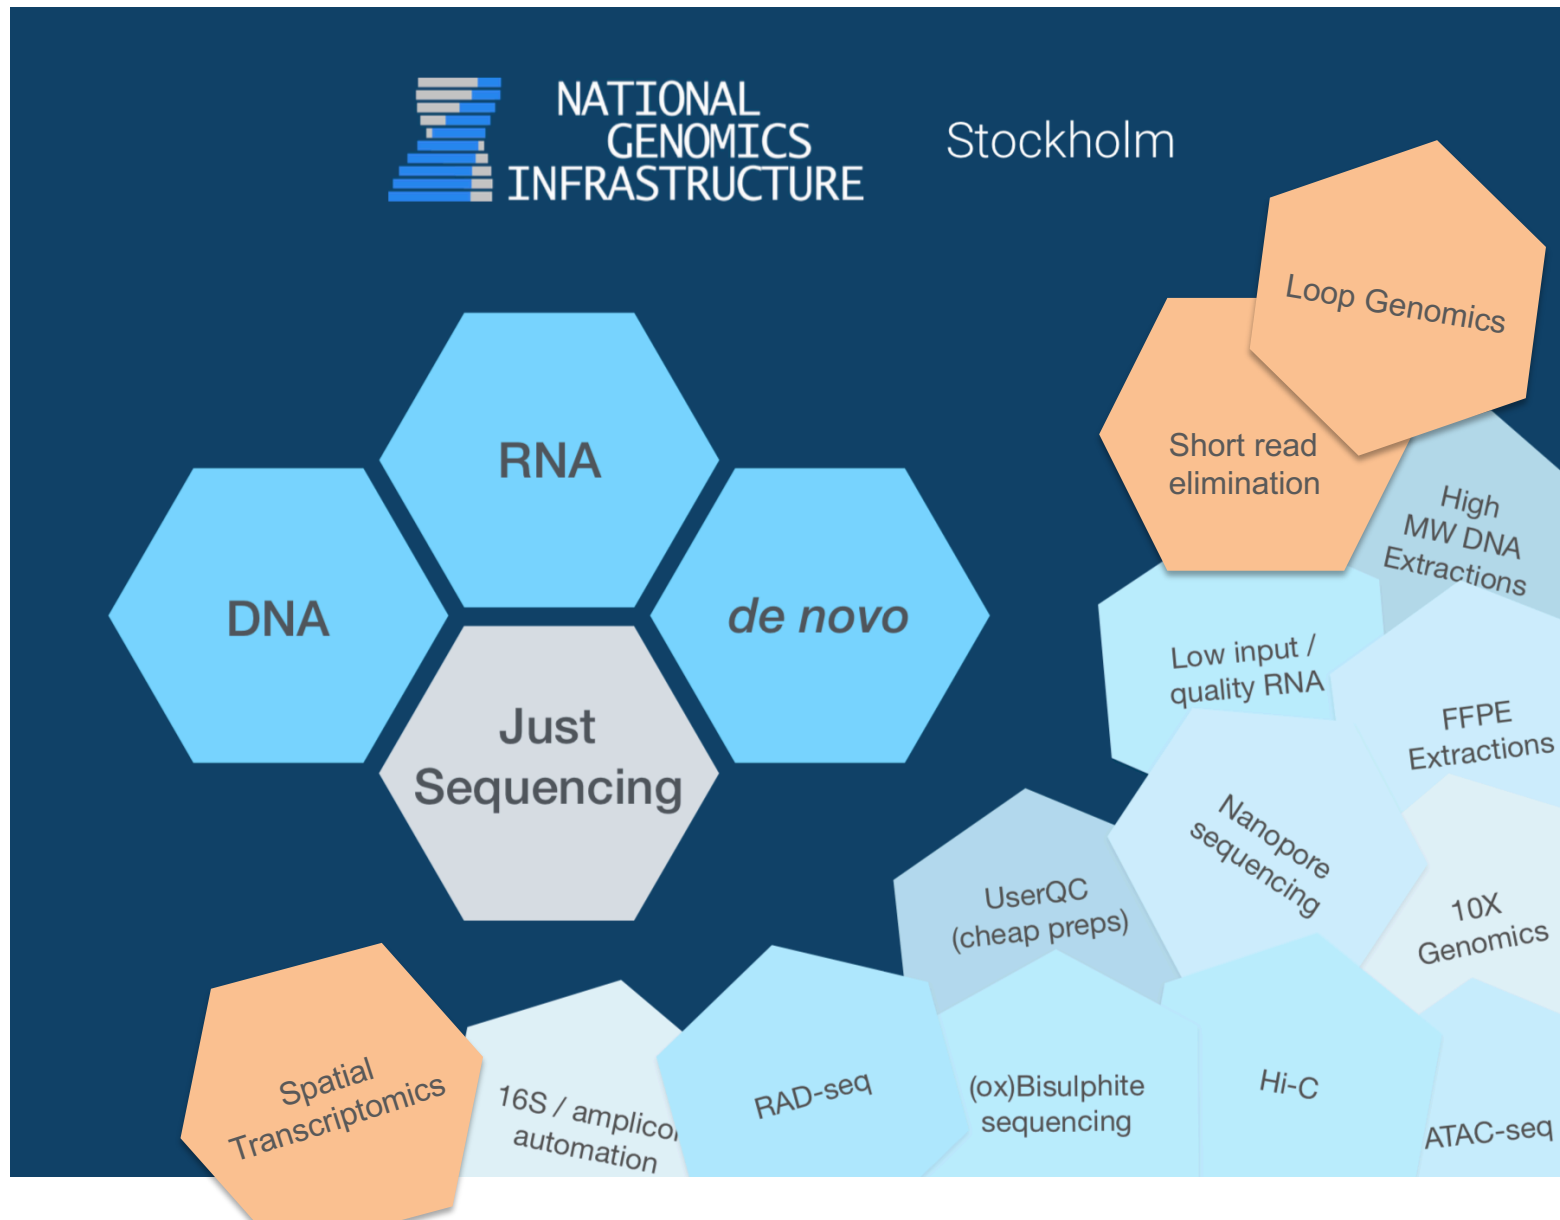 NATIONAL
GENOMICS
INFRASTRUCTURE
Stockholm
Loop Genomics
Short read
elimination
RNA
DNA
de novo
Just
Sequencing
High
MW DNA
Extractions
Low input /
quality RNA
FFPE
Extractions
Nanopore
sequencing
UserQC
(cheap preps)
10X
Genomics
Spatial
Transcriptomics
16S / amplico
automation
RAD-seq
(ox)Bisulphite
sequencing
Hi-C
ATAC-seq